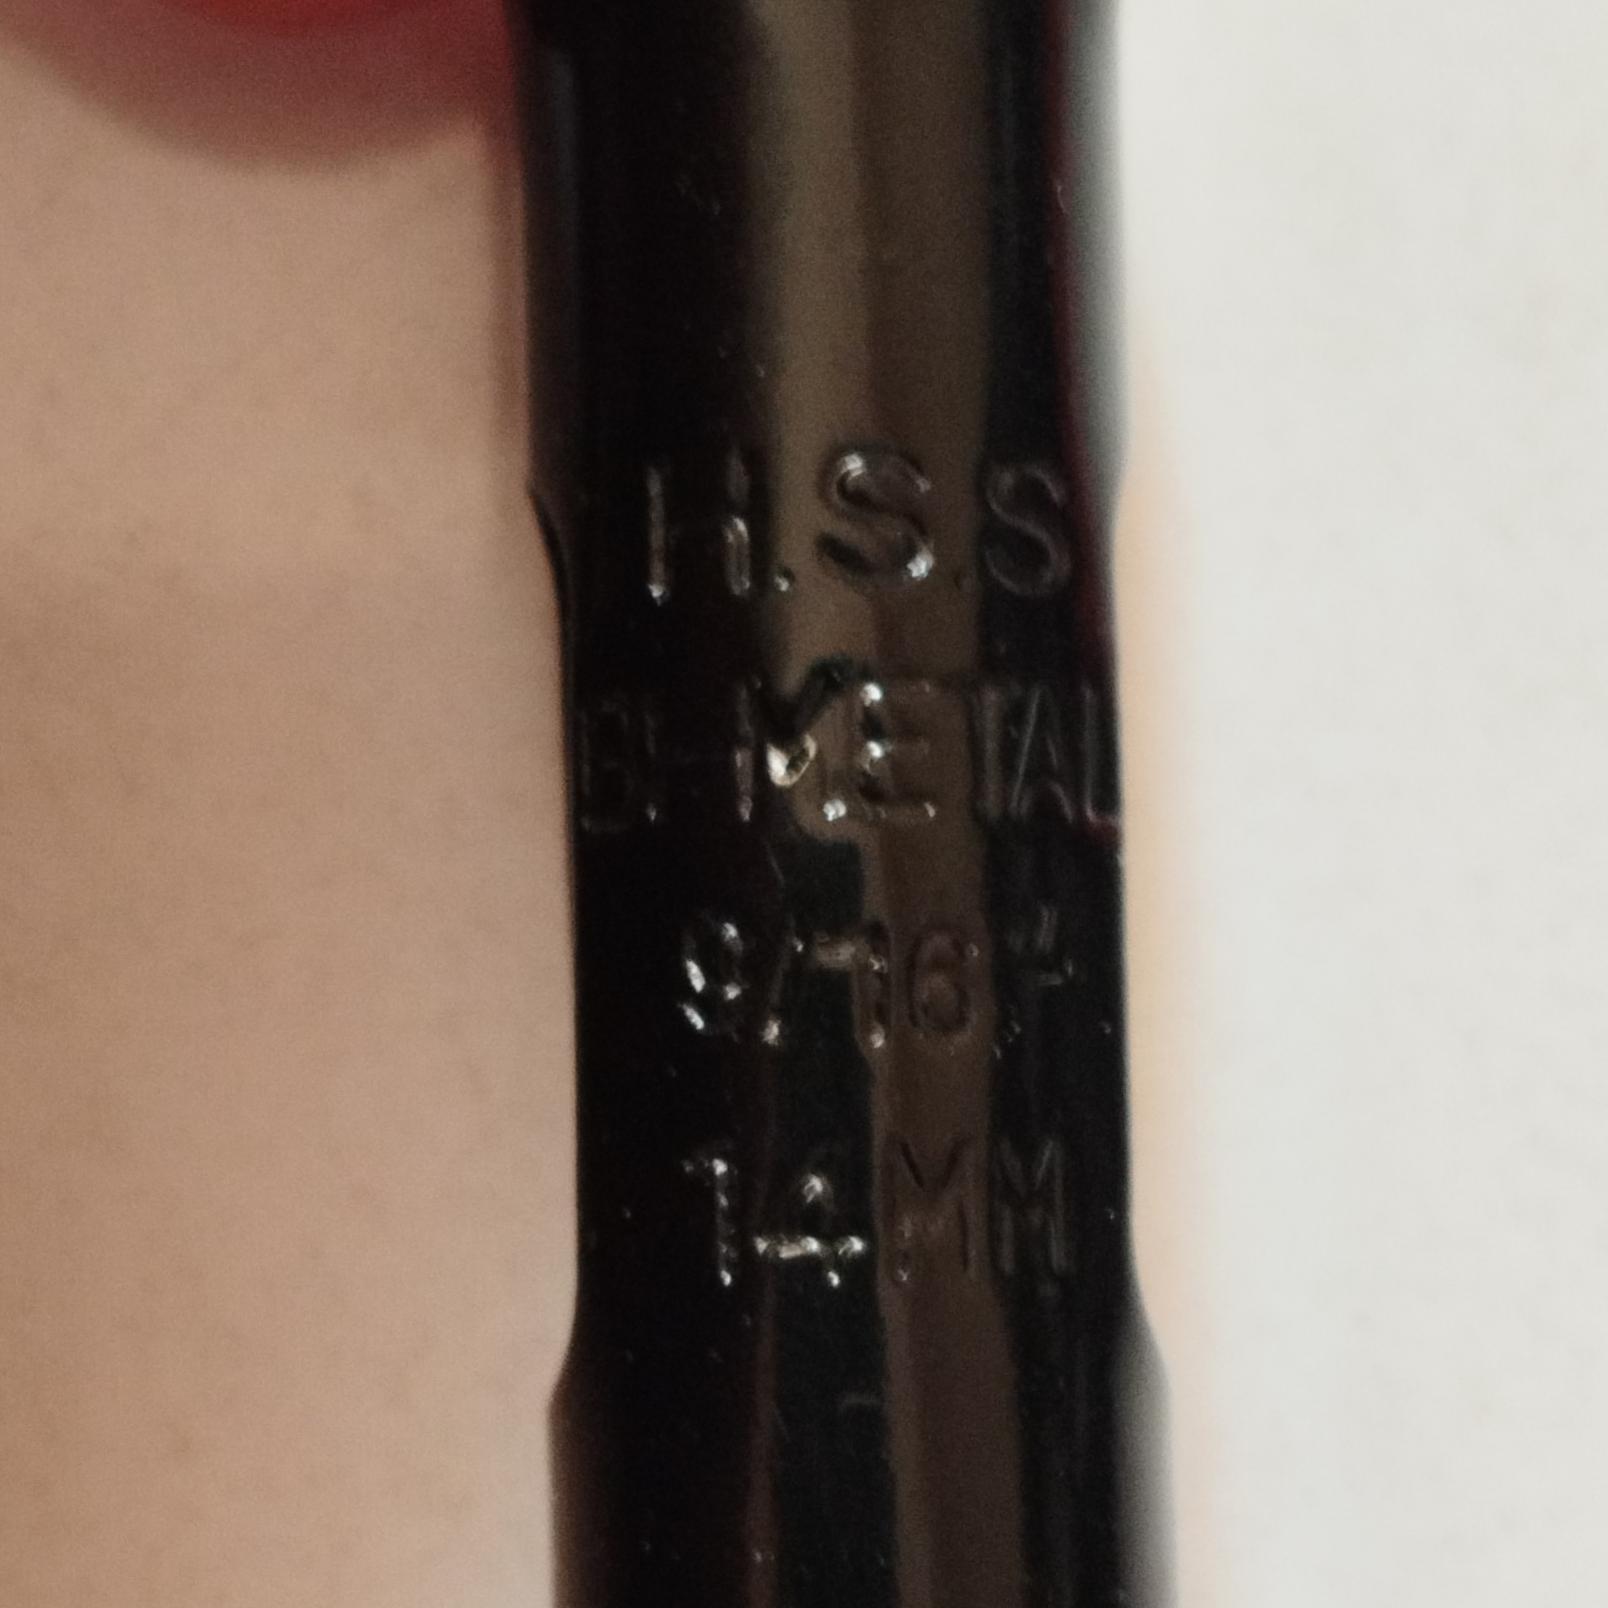 H.S.S
BI-METAL
9/16"
14MM